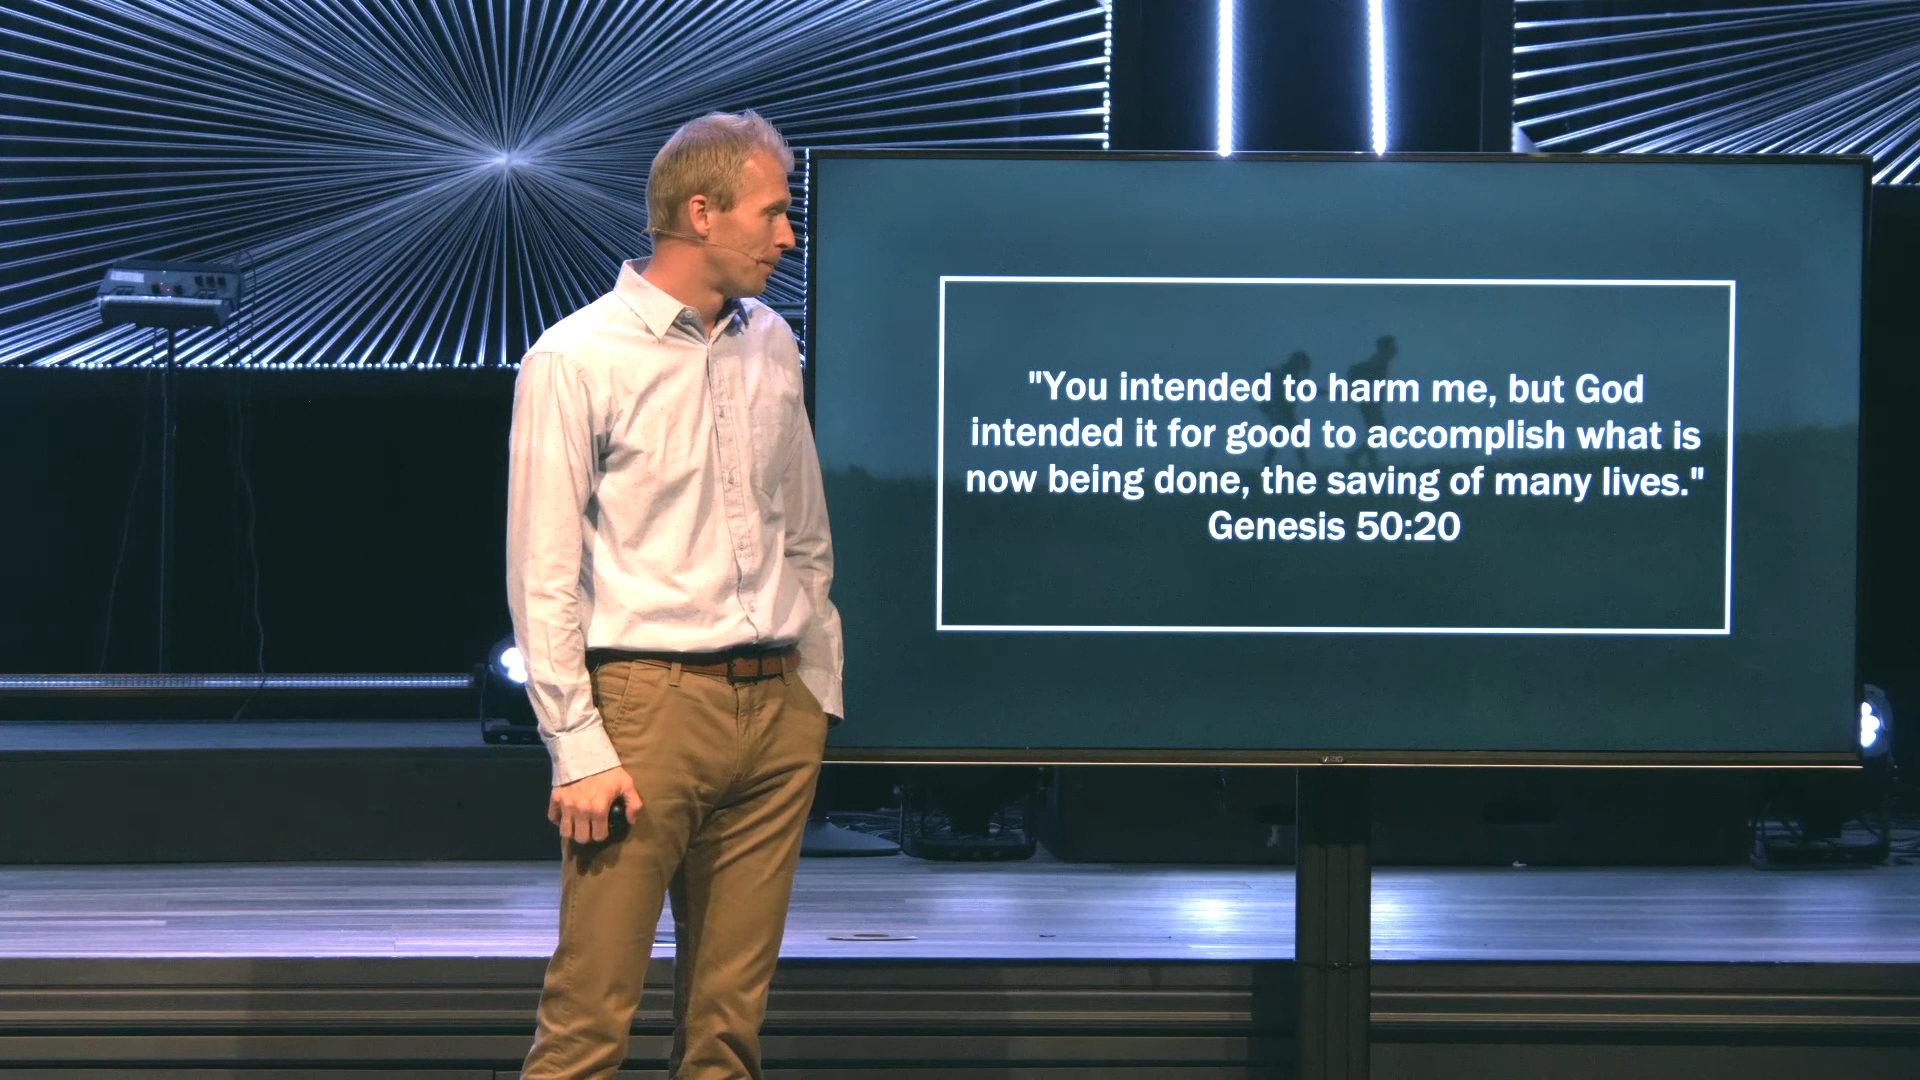 "You intended to harm me, but God
intended it for good to accomplish what is
now being done, the saving of many lives."
Genesis 50:20